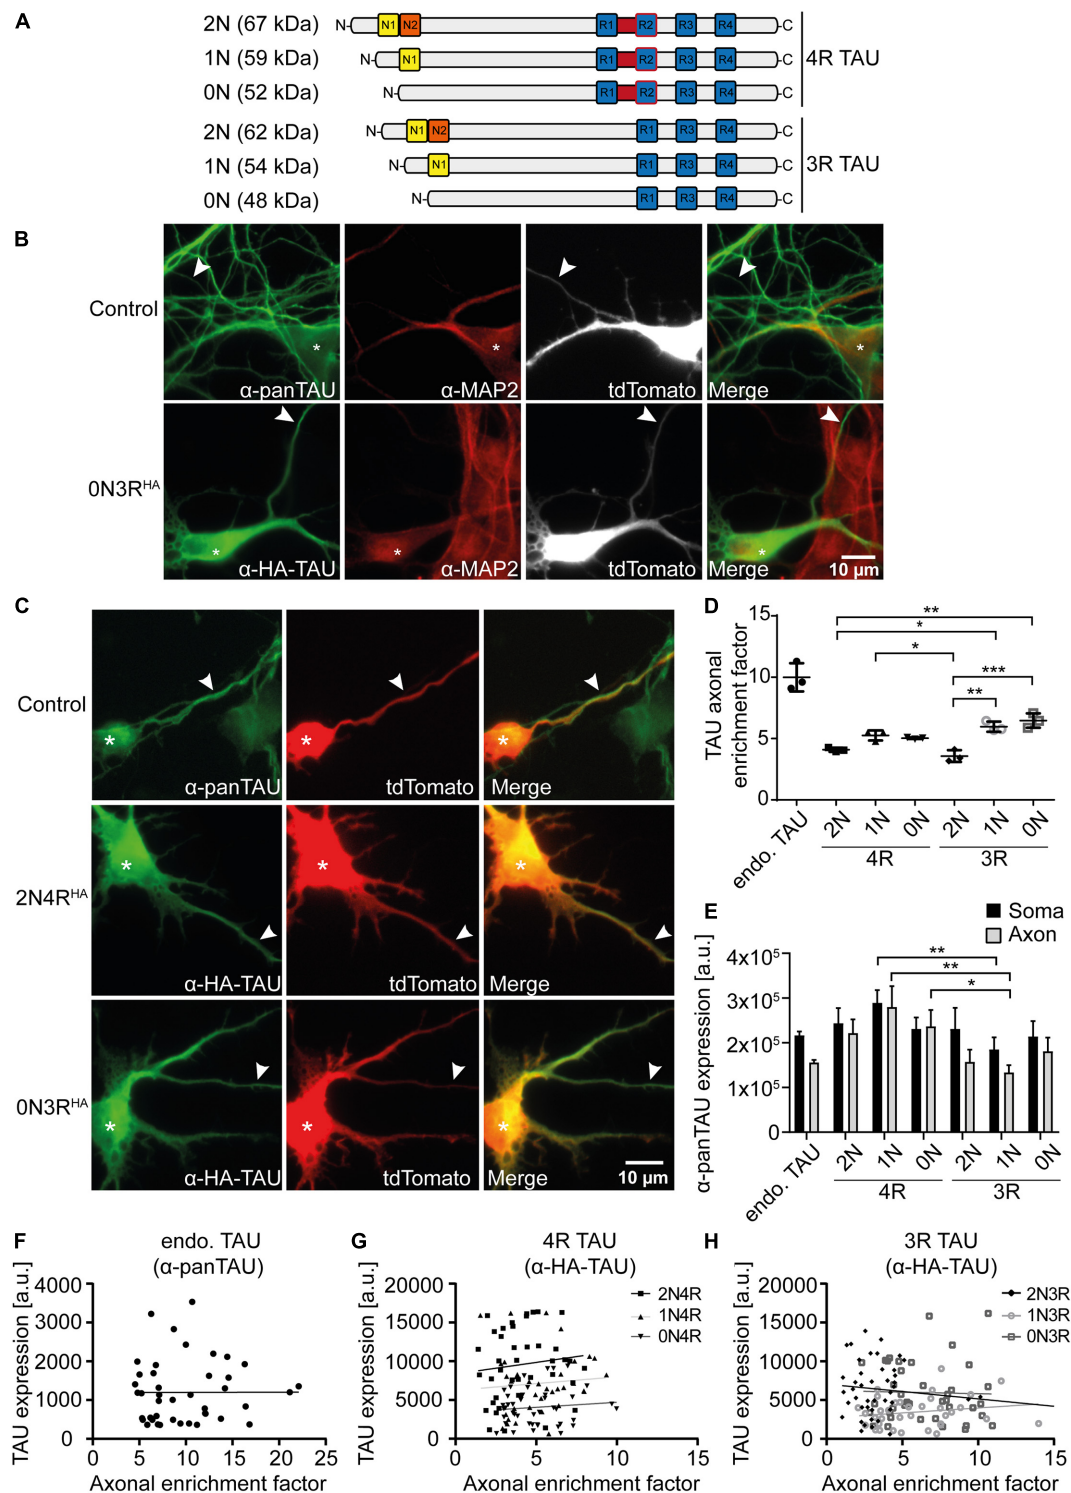 A
2N (67 kDa) N- N1 N2 R1 R2 R3 R4 -C
1N (59 kDa) N- N1 R1 R2 R3 R4 -C 4R TAU
0N (52 kDa) N- R1 R2 R3 R4 -C
2N (62 kDa) N- N1 N2 R1 R3 R4 -C
1N (54 kDa) N- N1 R1 R3 R4 -C 3R TAU
0N (48 kDa) N- R1 R3 R4 -C
B
Control
* * *
α-panTAU α-MAP2 tdTomato Merge
0N3R^HA
* * *
α-HA-TAU α-MAP2 tdTomato Merge
10 µm
C
Control
* * *
α-panTAU tdTomato Merge
2N4R^HA
* * *
α-HA-TAU tdTomato Merge
0N3R^HA
* * *
α-HA-TAU tdTomato Merge
10 µm
D
TAU axonal
enrichment factor
15
10
5
0
**
*
*
***
**
endo. TAU 2N 1N 0N 2N 1N 0N
4R 3R
E
Soma
Axon
α-panTAU expression [a.u.]
4x10⁵
3x10⁵
2x10⁵
1x10⁵
0
**
**
*
endo. TAU 2N 1N 0N 2N 1N 0N
4R 3R
F
endo. TAU
(α-panTAU)
TAU expression [a.u.]
4000
3000
2000
1000
0
0 5 10 15 20 25
Axonal enrichment factor
G
4R TAU
(α-HA-TAU)
TAU expression [a.u.]
20000
15000
10000
5000
0
2N4R
1N4R
0N4R
0 5 10 15
Axonal enrichment factor
H
3R TAU
(α-HA-TAU)
TAU expression [a.u.]
20000
15000
10000
5000
0
2N3R
1N3R
0N3R
0 5 10 15
Axonal enrichment factor